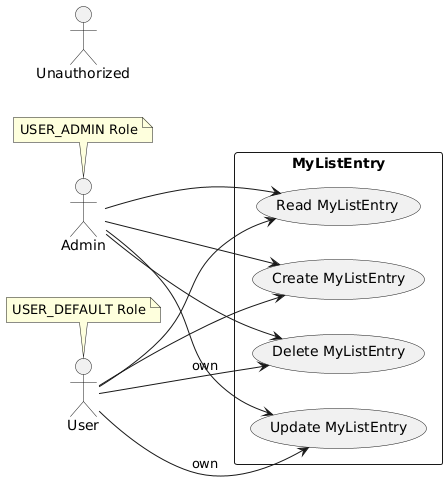 Unauthorized
USER_ADMIN Role
Admin
USER_DEFAULT Role
User
MyListEntry
Read MyListEntry
Create MyListEntry
Delete MyListEntry
Update MyListEntry
own
own